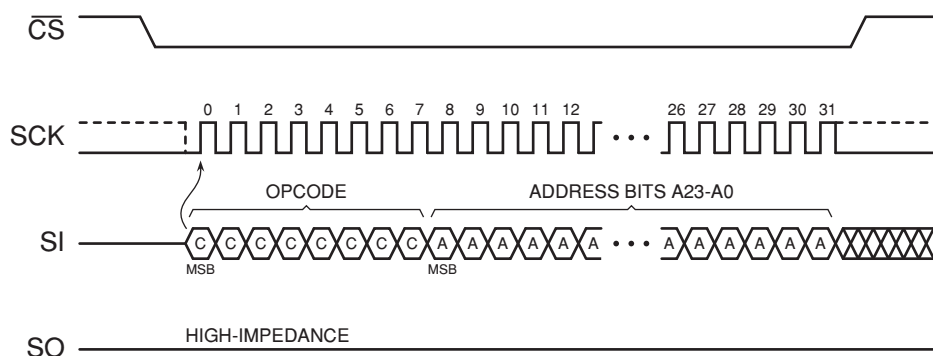 CS
0 1 2 3 4 5 6 7 8 9 10 11 12 26 27 28 29 30 31
SCK
OPCODE ADDRESS BITS A23-A0
SI C C C C C C C C A A A A A A A A A A A A
MSB MSB
HIGH-IMPEDANCE
SO